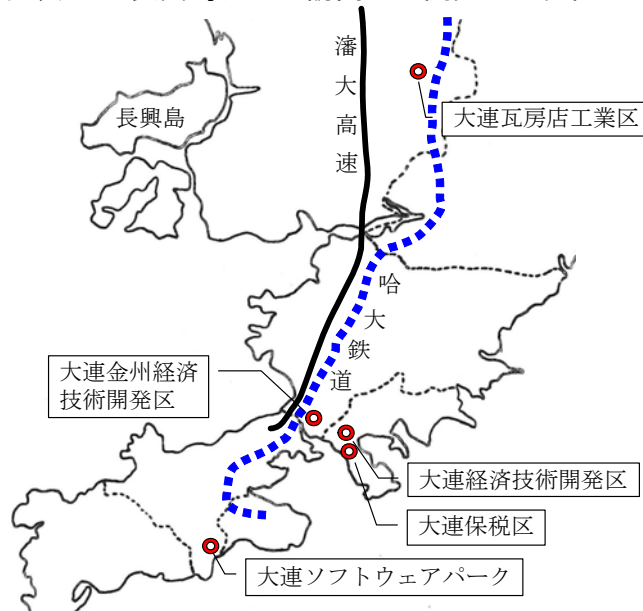 瀋大高速
大連瓦房店工業区
長興島
哈大鉄道
大連金州経済
技術開発区
大連経済技術開発区
大連保税区
大連ソフトウェアパーク